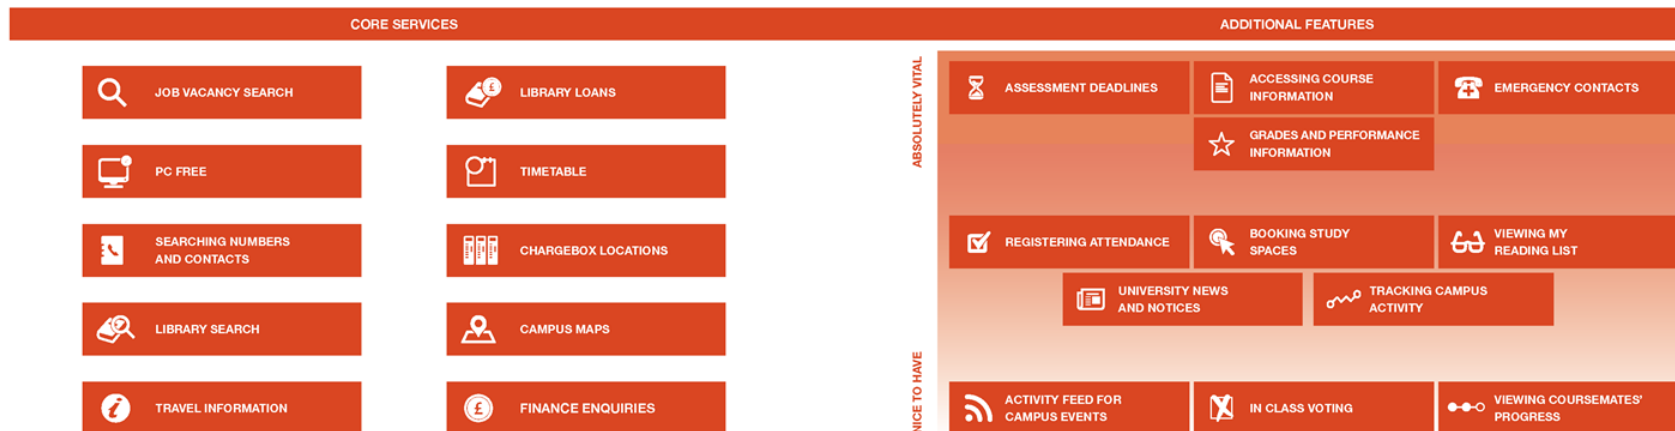 CORE SERVICES
ADDITIONAL FEATURES
JOB VACANCY SEARCH
LIBRARY LOANS
PC FREE
TIMETABLE
SEARCHING NUMBERS
AND CONTACTS
CHARGEBOX LOCATIONS
LIBRARY SEARCH
CAMPUS MAPS
TRAVEL INFORMATION
£ FINANCE ENQUIRIES
ABSOLUTELY VITAL
ASSESSMENT DEADLINES
ACCESSING COURSE
INFORMATION
EMERGENCY CONTACTS
GRADES AND PERFORMANCE
INFORMATION
REGISTERING ATTENDANCE
BOOKING STUDY
SPACES
VIEWING MY
READING LIST
UNIVERSITY NEWS
AND NOTICES
TRACKING CAMPUS
ACTIVITY
NICE TO HAVE
ACTIVITY FEED FOR
CAMPUS EVENTS
IN CLASS VOTING
VIEWING COURSEMATES'
PROGRESS